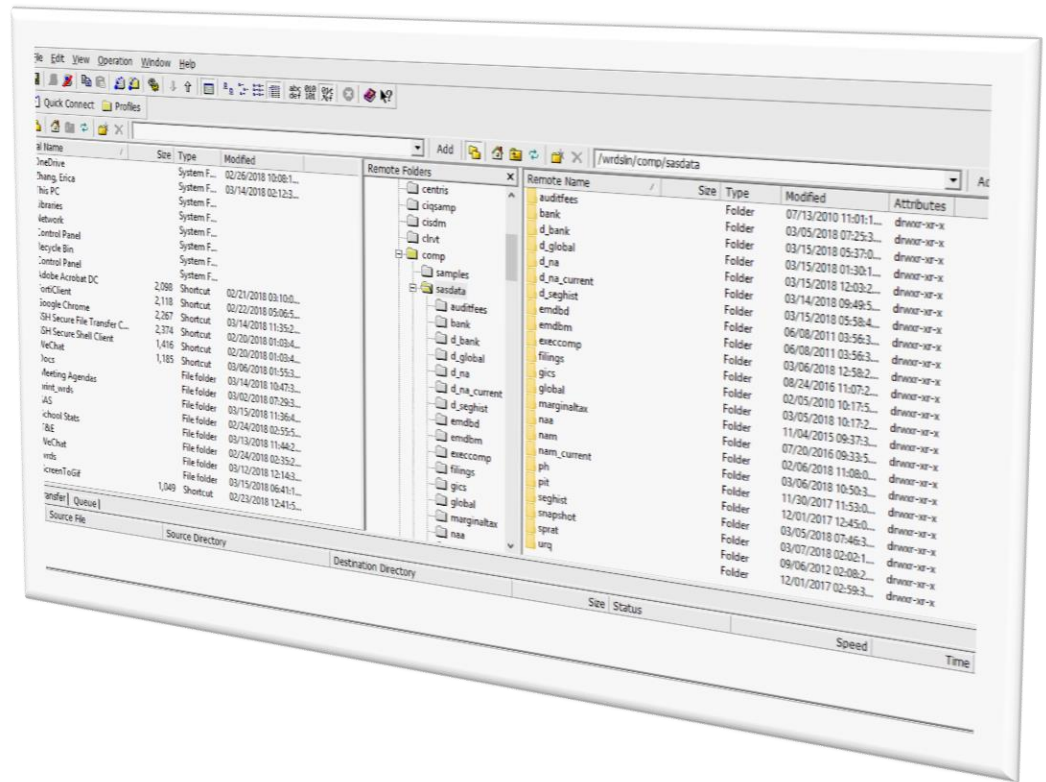 File Edit View Operation Window Help
Quick Connect Profiles
Add
/wrdslin/comp/sasdata
Name Size Type Modified
OneDrive System F... 02/26/2018 10:08:1...
Zhang, Erica System F... 03/14/2018 02:12:3...
This PC System F...
Libraries System F...
Network System F...
Control Panel System F...
Recycle Bin System F...
Control Panel System F...
Adobe Acrobat DC 2,098 Shortcut 02/21/2018 03:10:0...
FortiClient 2,118 Shortcut 02/22/2018 05:06:5...
Google Chrome 2,267 Shortcut 03/14/2018 11:35:2...
SSH Secure File Transfer C... 2,374 Shortcut 02/20/2018 01:03:4...
SSH Secure Shell Client 1,416 Shortcut 02/20/2018 01:03:4...
WeChat 1,185 Shortcut 03/06/2018 01:55:3...
Docs File folder 03/14/2018 10:47:3...
Meeting Agendas File folder 03/02/2018 07:29:3...
print_wrds File folder 03/15/2018 11:36:4...
SAS File folder 02/24/2018 02:55:5...
School Stats File folder 03/13/2018 11:44:2...
T&E File folder 02/24/2018 02:35:2...
WeChat File folder 03/12/2018 12:14:3...
wrds File folder 03/15/2018 06:41:1...
ScreenToGif 1,049 Shortcut 02/23/2018 12:41:5...
Remote Folders
centris
ciqsamp
cisdm
clrvt
comp
samples
sasdata
auditfees
bank
d_bank
d_global
d_na
d_na_current
d_seghist
emdbd
emdbm
execcomp
filings
gics
global
marginaltax
naa
Remote Name Size Type Modified Attributes
auditfees Folder 07/13/2010 11:01:1... drwxr-xr-x
bank Folder 03/05/2018 07:25:3... drwxr-xr-x
d_bank Folder 03/15/2018 05:37:0... drwxr-xr-x
d_global Folder 03/15/2018 01:30:1... drwxr-xr-x
d_na Folder 03/15/2018 12:03:2... drwxr-xr-x
d_na_current Folder 03/14/2018 09:49:5... drwxr-xr-x
d_seghist Folder 03/15/2018 05:58:4... drwxr-xr-x
emdbd Folder 06/08/2011 03:56:3... drwxr-xr-x
emdbm Folder 06/08/2011 03:56:3... drwxr-xr-x
execcomp Folder 03/06/2018 12:58:2... drwxr-xr-x
filings Folder 08/24/2016 11:07:2... drwxr-xr-x
gics Folder 02/05/2010 10:17:5... drwxr-xr-x
global Folder 03/05/2018 10:17:2... drwxr-xr-x
marginaltax Folder 11/04/2015 09:37:3... drwxr-xr-x
naa Folder 07/20/2016 09:33:5... drwxr-xr-x
nam Folder 02/06/2018 11:08:0... drwxr-xr-x
nam_current Folder 03/06/2018 10:50:3... drwxr-xr-x
ph Folder 11/30/2017 11:53:0... drwxr-xr-x
pit Folder 12/01/2017 12:45:0... drwxr-xr-x
seghist Folder 03/05/2018 07:46:3... drwxr-xr-x
snapshot Folder 03/07/2018 02:02:1... drwxr-xr-x
sprat Folder 09/06/2012 02:08:2... drwxr-xr-x
urq Folder 12/01/2017 02:59:3... drwxr-xr-x
Transfer Queue
Source File Source Directory Destination Directory Size Status Speed Time